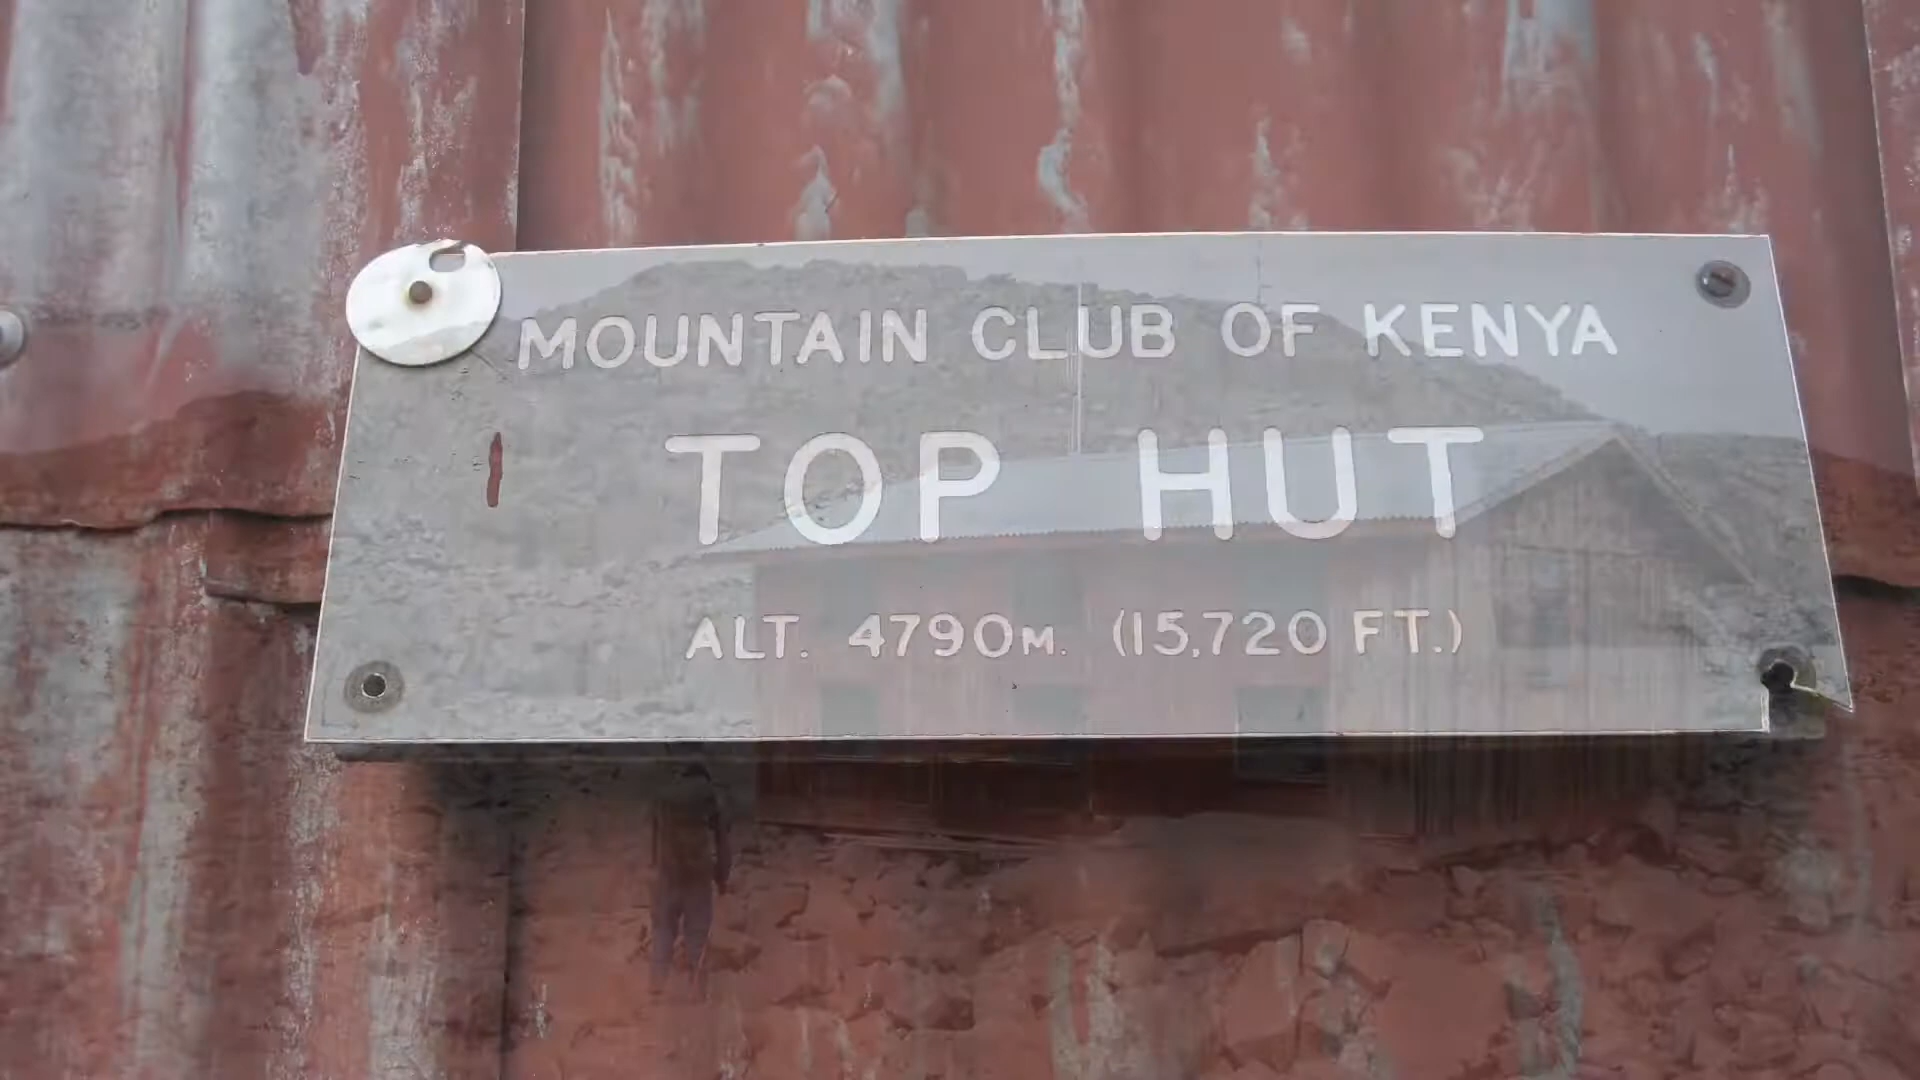 MOUNTAIN CLUB OF KENYA
TOP HUT
ALT. 4790M. (15,720 FT.)